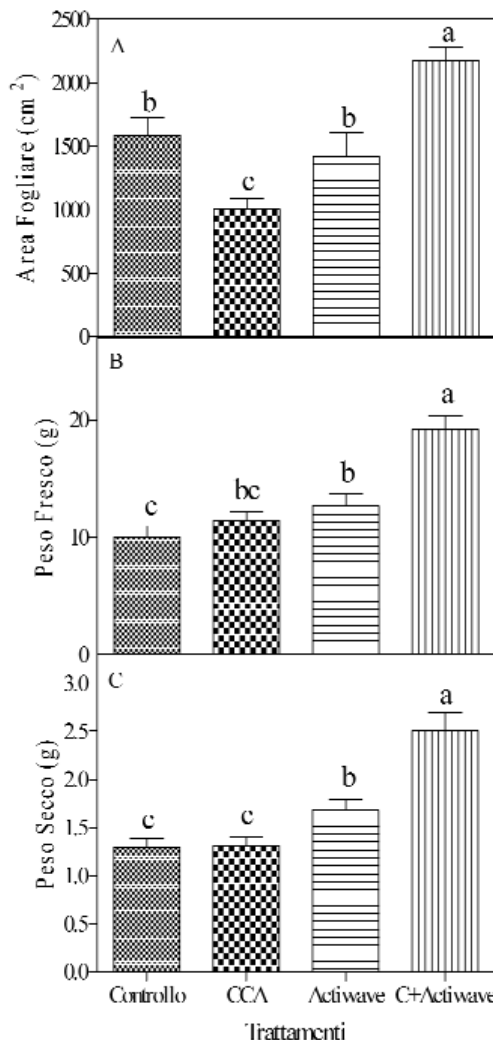 2500
A
a
2000
b
b
1500
c
1000
500
0
Area Fogliare (cm²)
B
a
20
b
bc
c
10
0
Peso Fresco (g)
C
3.0
a
2.5
2.0
b
c
c
1.5
1.0
0.5
0.0
Peso Secco (g)
Controllo CCA Actiwave C+Actiwave
Trattamenti